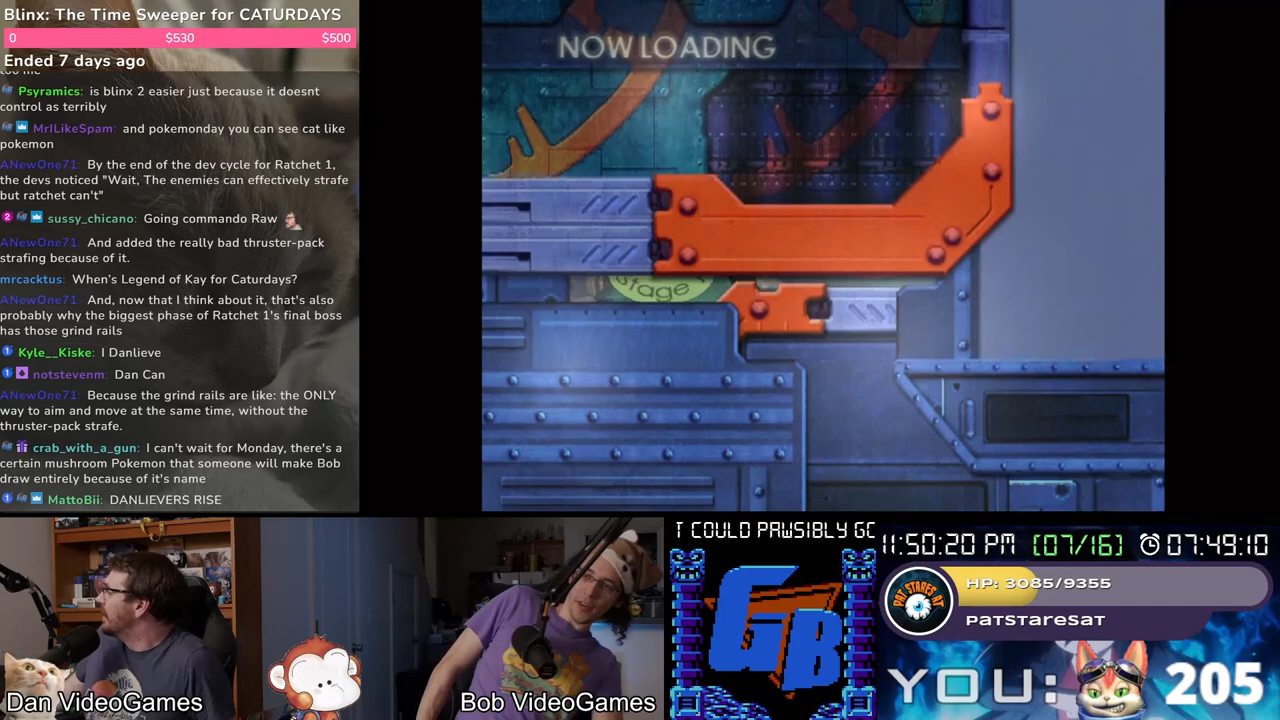 Blinx: The Time Sweeper for CATURDAYS
0 $530 $500
Ended 7 days ago
Psyramics: is blinx 2 easier just because it doesnt
control as terribly
MrILikeSpam: and pokemonday you can see cat like
pokemon
ANewOne71: By the end of the dev cycle for Ratchet 1,
the devs noticed "Wait, The enemies can effectively strafe
but ratchet can't"
sussy_chicano: Going commando Raw
ANewOne71: And added the really bad thruster-pack
strafing because of it.
mrcacktus: When's Legend of Kay for Caturdays?
ANewOne71: And, now that I think about it, that's also
probably why the biggest phase of Ratchet 1's final boss
has those grind rails
Kyle__Kiske: I Danlieve
notstevenm: Dan Can
ANewOne71: Because the grind rails are like: the ONLY
way to aim and move at the same time, without the
thruster-pack strafe.
crab_with_a_gun: I can't wait for Monday, there's a
certain mushroom Pokemon that someone will make Bob
draw entirely because of it's name
MattoBii: DANLIEVERS RISE
NOW LOADING
Stage
Dan VideoGames
Bob VideoGames
T COULD PAWSIBLY GO
GB
11:50:20 PM [07/16] 07:49:10
PAT STARES AT
HP: 3085/9355
PatStareSat
YOU: 205